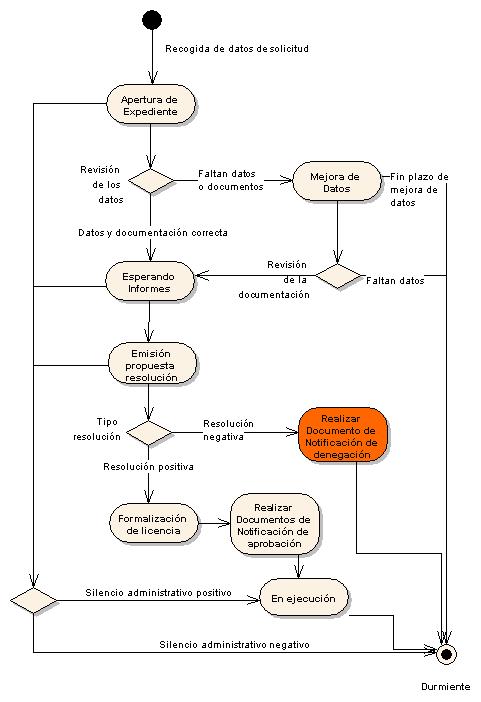 Recogida de datos de solicitud
Apertura de
Expediente
Revisión
de los
datos
Faltan datos
o documentos
Mejora de
Datos
Fin plazo de
mejora de
datos
Datos y documentación correcta
Esperando
Informes
Revisión
de la
documentación
Faltan datos
Emisión
propuesta
resolución
Tipo
resolución
Resolución
negativa
Realizar
Documento de
Notificación de
denegación
Resolución positiva
Formalización
de licencia
Realizar
Documentos de
Notificación de
aprobación
Silencio administrativo positivo
En ejecución
Silencio administrativo negativo
Durmiente